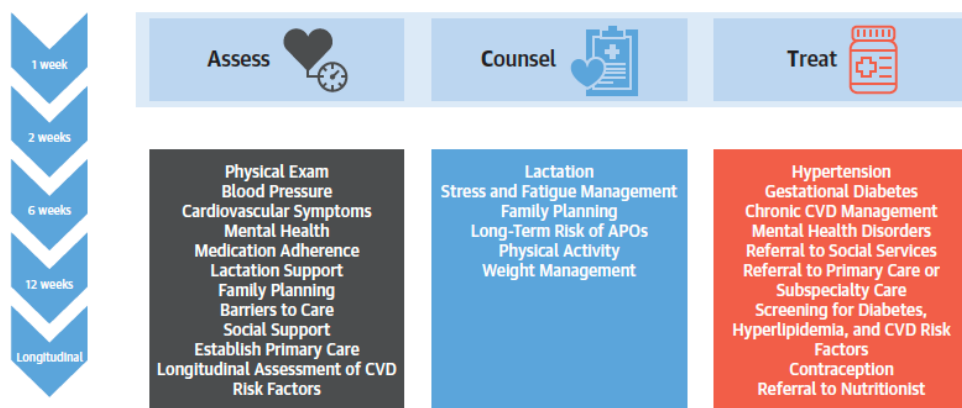 1 week
2 weeks
6 weeks
12 weeks
Longitudinal
Assess
Counsel
Treat
Physical Exam
Blood Pressure
Cardiovascular Symptoms
Mental Health
Medication Adherence
Lactation Support
Family Planning
Barriers to Care
Social Support
Establish Primary Care
Longitudinal Assessment of CVD
Risk Factors
Lactation
Stress and Fatigue Management
Family Planning
Long-Term Risk of APOs
Physical Activity
Weight Management
Hypertension
Gestational Diabetes
Chronic CVD Management
Mental Health Disorders
Referral to Social Services
Referral to Primary Care or
Subspecialty Care
Screening for Diabetes,
Hyperlipidemia, and CVD Risk
Factors
Contraception
Referral to Nutritionist